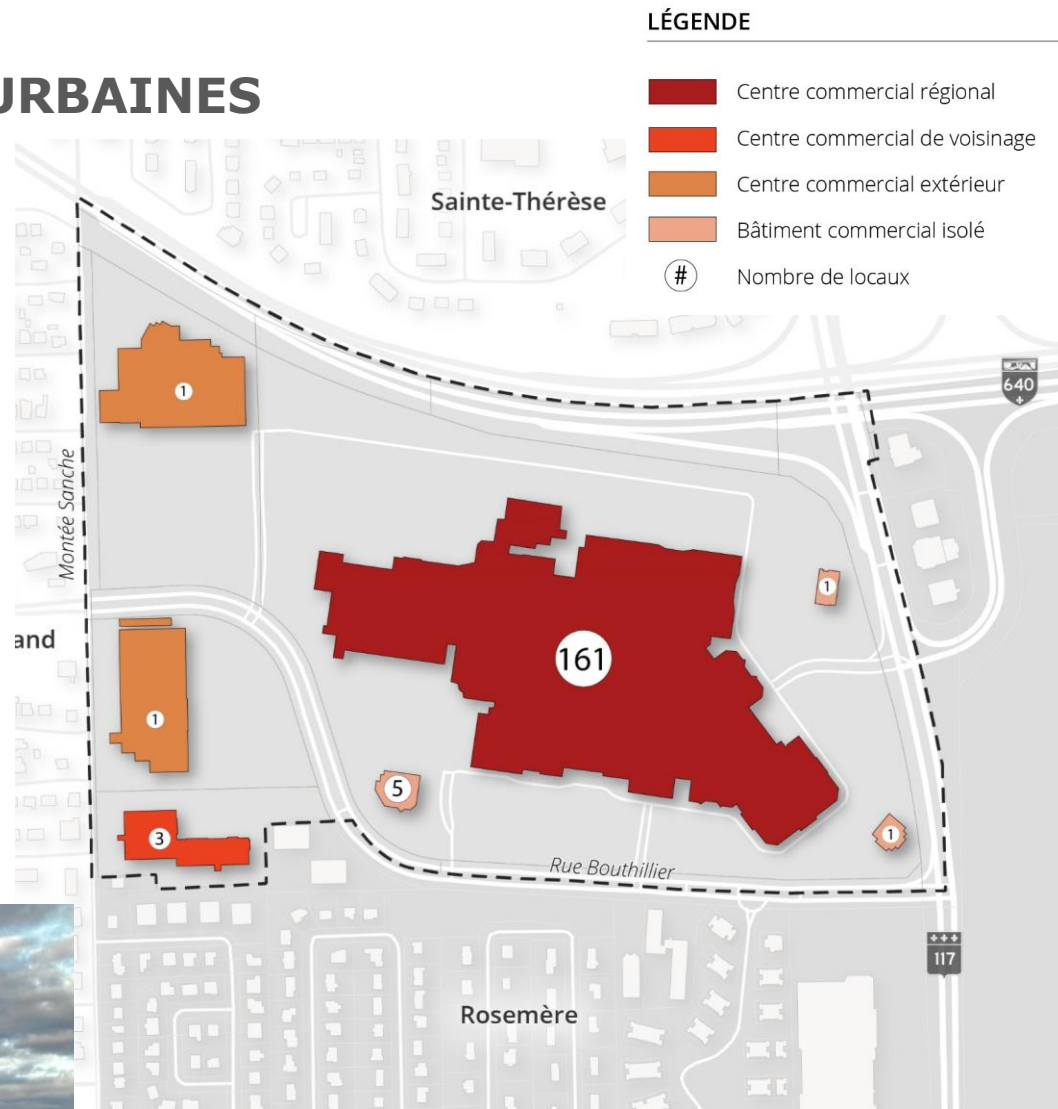 LÉGENDE
URBAINES
Centre commercial régional
Centre commercial de voisinage
Centre commercial extérieur
Bâtiment commercial isolé
# Nombre de locaux
Sainte-Thérèse
640
1
Montée Sanche
1
and
161
1
5
3
1
Rue Bouthillier
117
Rosemère